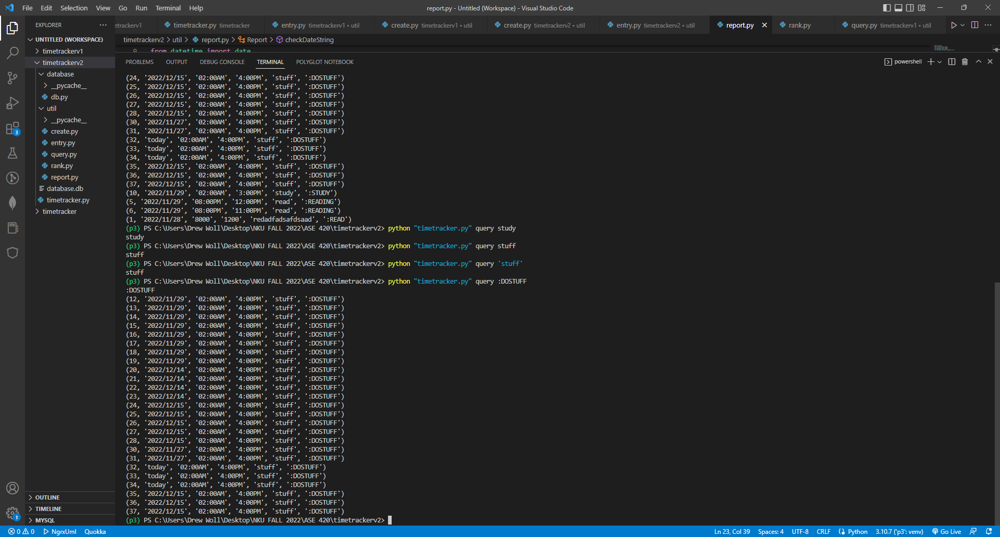 File Edit Selection View Go Run Terminal Help
report.py - Untitled (Workspace) - Visual Studio Code
EXPLORER
etrackerv1 timetracker.py timetracker entry.py timetrackerv1 • util create.py timetrackerv1 • util create.py timetrackerv2 • util entry.py timetrackerv2 • util report.py rank.py query.py timetrackerv1 • util
timetrackerv2 > util > report.py > Report > checkDateString
9 from datetime import date
UNTITLED (WORKSPACE)
timetrackerv1
timetrackerv2
database
__pycache__
db.py
util
__pycache__
create.py
entry.py
query.py
rank.py
report.py
database.db
timetracker.py
timetracker
OUTLINE
TIMELINE
MYSQL
3
1
PROBLEMS OUTPUT DEBUG CONSOLE TERMINAL POLYGLOT NOTEBOOK
powershell
(24, '2022/12/15', '02:00AM', '4:00PM', 'stuff', ':DOSTUFF')
(25, '2022/12/15', '02:00AM', '4:00PM', 'stuff', ':DOSTUFF')
(26, '2022/12/15', '02:00AM', '4:00PM', 'stuff', ':DOSTUFF')
(27, '2022/12/15', '02:00AM', '4:00PM', 'stuff', ':DOSTUFF')
(28, '2022/12/15', '02:00AM', '4:00PM', 'stuff', ':DOSTUFF')
(30, '2022/11/27', '02:00AM', '4:00PM', 'stuff', ':DOSTUFF')
(31, '2022/11/27', '02:00AM', '4:00PM', 'stuff', ':DOSTUFF')
(32, 'today', '02:00AM', '4:00PM', 'stuff', ':DOSTUFF')
(33, 'today', '02:00AM', '4:00PM', 'stuff', ':DOSTUFF')
(34, 'today', '02:00AM', '4:00PM', 'stuff', ':DOSTUFF')
(35, '2022/12/15', '02:00AM', '4:00PM', 'stuff', ':DOSTUFF')
(36, '2022/12/15', '02:00AM', '4:00PM', 'stuff', ':DOSTUFF')
(37, '2022/12/15', '02:00AM', '4:00PM', 'stuff', ':DOSTUFF')
(10, '2022/11/29', '02:00AM', '3:00PM', 'study', ':STUDY')
(5, '2022/11/29', '08:00PM', '12:00PM', 'read', ':READING')
(6, '2022/11/29', '08:00PM', '11:00PM', 'read', ':READING')
(1, '2022/11/28', '8000', '1200', 'redadfadsafdsaad', ':READ')
(p3) PS C:\Users\Drew Woll\Desktop\NKU FALL 2022\ASE 420\timetrackerv2> python "timetracker.py" query study
study
(p3) PS C:\Users\Drew Woll\Desktop\NKU FALL 2022\ASE 420\timetrackerv2> python "timetracker.py" query stuff
stuff
(p3) PS C:\Users\Drew Woll\Desktop\NKU FALL 2022\ASE 420\timetrackerv2> python "timetracker.py" query 'stuff'
stuff
(p3) PS C:\Users\Drew Woll\Desktop\NKU FALL 2022\ASE 420\timetrackerv2> python "timetracker.py" query :DOSTUFF
:DOSTUFF
(12, '2022/11/29', '02:00AM', '4:00PM', 'stuff', ':DOSTUFF')
(13, '2022/11/29', '02:00AM', '4:00PM', 'stuff', ':DOSTUFF')
(14, '2022/11/29', '02:00AM', '4:00PM', 'stuff', ':DOSTUFF')
(15, '2022/11/29', '02:00AM', '4:00PM', 'stuff', ':DOSTUFF')
(16, '2022/11/29', '02:00AM', '4:00PM', 'stuff', ':DOSTUFF')
(17, '2022/11/29', '02:00AM', '4:00PM', 'stuff', ':DOSTUFF')
(18, '2022/11/29', '02:00AM', '4:00PM', 'stuff', ':DOSTUFF')
(19, '2022/11/29', '02:00AM', '4:00PM', 'stuff', ':DOSTUFF')
(20, '2022/12/14', '02:00AM', '4:00PM', 'stuff', ':DOSTUFF')
(21, '2022/12/14', '02:00AM', '4:00PM', 'stuff', ':DOSTUFF')
(22, '2022/12/14', '02:00AM', '4:00PM', 'stuff', ':DOSTUFF')
(23, '2022/12/14', '02:00AM', '4:00PM', 'stuff', ':DOSTUFF')
(24, '2022/12/15', '02:00AM', '4:00PM', 'stuff', ':DOSTUFF')
(25, '2022/12/15', '02:00AM', '4:00PM', 'stuff', ':DOSTUFF')
(26, '2022/12/15', '02:00AM', '4:00PM', 'stuff', ':DOSTUFF')
(27, '2022/12/15', '02:00AM', '4:00PM', 'stuff', ':DOSTUFF')
(28, '2022/12/15', '02:00AM', '4:00PM', 'stuff', ':DOSTUFF')
(30, '2022/11/27', '02:00AM', '4:00PM', 'stuff', ':DOSTUFF')
(31, '2022/11/27', '02:00AM', '4:00PM', 'stuff', ':DOSTUFF')
(32, 'today', '02:00AM', '4:00PM', 'stuff', ':DOSTUFF')
(33, 'today', '02:00AM', '4:00PM', 'stuff', ':DOSTUFF')
(34, 'today', '02:00AM', '4:00PM', 'stuff', ':DOSTUFF')
(35, '2022/12/15', '02:00AM', '4:00PM', 'stuff', ':DOSTUFF')
(36, '2022/12/15', '02:00AM', '4:00PM', 'stuff', ':DOSTUFF')
(37, '2022/12/15', '02:00AM', '4:00PM', 'stuff', ':DOSTUFF')
(p3) PS C:\Users\Drew Woll\Desktop\NKU FALL 2022\ASE 420\timetrackerv2>
0 0 NgrxUml Quokka
Ln 23, Col 39 Spaces: 4 UTF-8 CRLF Python 3.10.7 ('p3': venv) Go Live